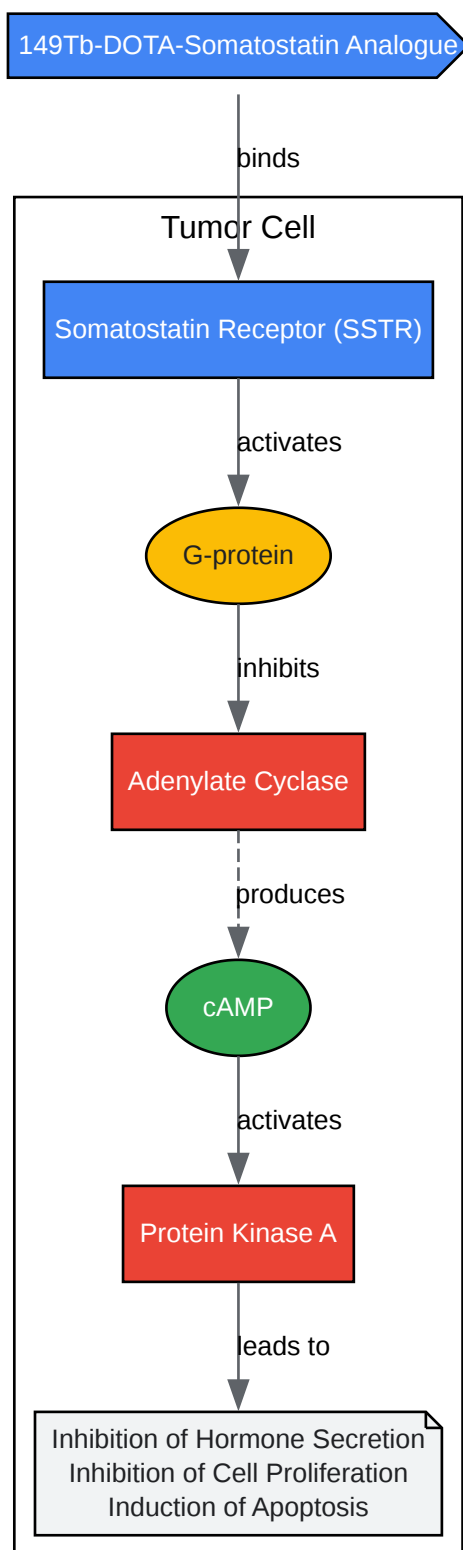 149Tb-DOTA-Somatostatin Analogue
binds
Tumor Cell
Somatostatin Receptor (SSTR)
activates
G-protein
inhibits
Adenylate Cyclase
produces
cAMP
activates
Protein Kinase A
leads to
Inhibition of Hormone Secretion
Inhibition of Cell Proliferation
Induction of Apoptosis